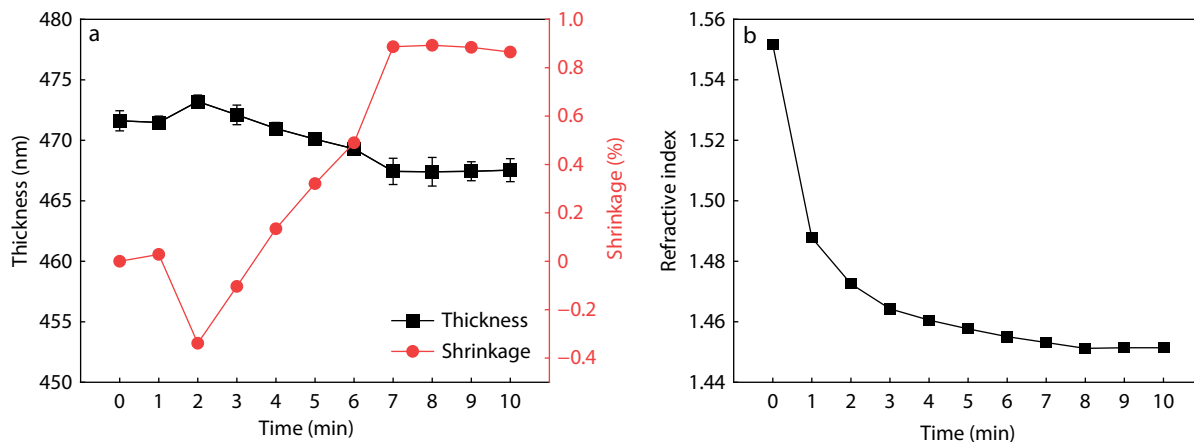 a
480
475
470
465
460
455
450
Thickness (nm)
1.0
0.8
0.6
0.4
0.2
0
−0.2
−0.4
Shrinkage (%)
Thickness
Shrinkage
0 1 2 3 4 5 6 7 8 9 10
Time (min)
b
1.56
1.54
1.52
1.50
1.48
1.46
1.44
Refractive index
0 1 2 3 4 5 6 7 8 9 10
Time (min)